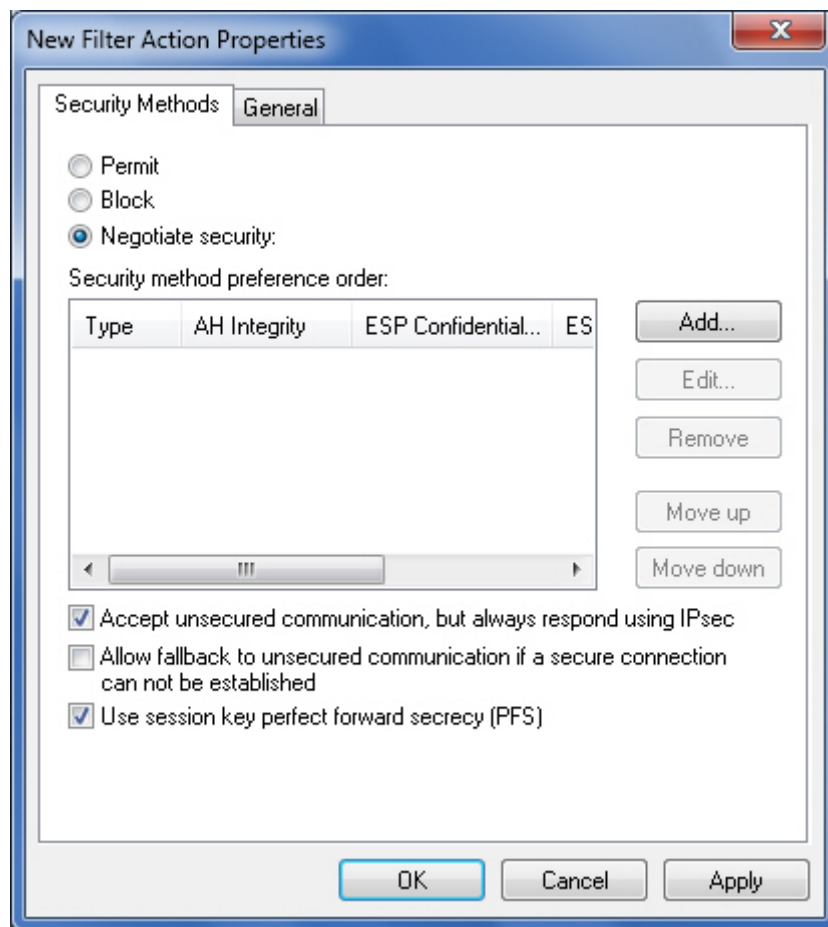 New Filter Action Properties
Security Methods
General
Permit
Block
Negotiate security:
Security method preference order:
Type AH Integrity ESP Confidential... ES
Add...
Edit...
Remove
Move up
Move down
Accept unsecured communication, but always respond using IPsec
Allow fallback to unsecured communication if a secure connection
can not be established
Use session key perfect forward secrecy (PFS)
OK Cancel Apply